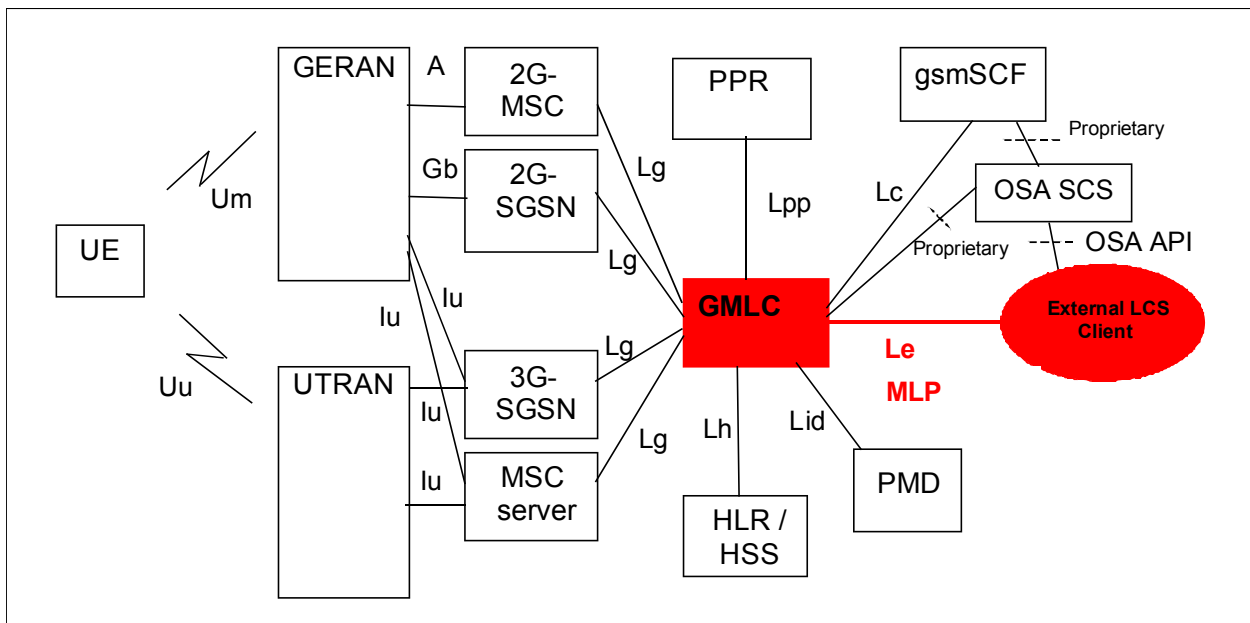 GERAN
A
2G-
MSC
PPR
gsmSCF
Proprietary
Gb
2G-
SGSN
Lg
Um
Lpp
Lc
OSA SCS
UE
Lg
Proprietary
OSA API
Iu
Iu
GMLC
External LCS
Client
Le
MLP
Uu
UTRAN
Iu
3G-
SGSN
Lg
Lg
Lh
Lid
Iu
MSC
server
HLR /
HSS
PMD